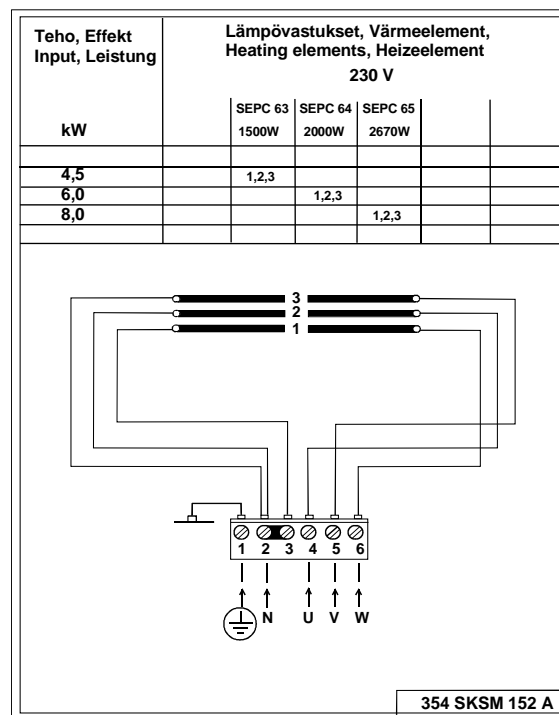 Teho, Effekt
Input, Leistung
Lämpövastukset, Värmeelement,
Heating elements, Heizeelement
230 V
kW
SEPC 63 SEPC 64 SEPC 65
1500W 2000W 2670W
4,5 1,2,3
6,0 1,2,3
8,0 1,2,3
3
2
1
1 2 3 4 5 6
N U V W
354 SKSM 152 A